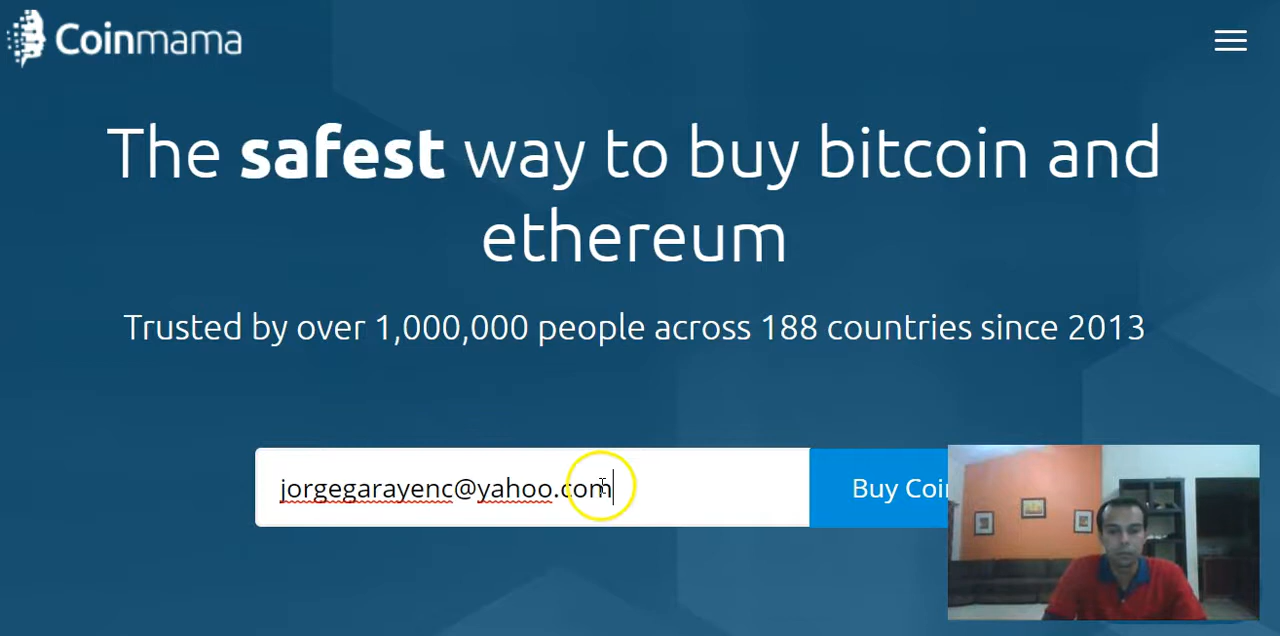 Coinmama
The safest way to buy bitcoin and
ethereum
Trusted by over 1,000,000 people across 188 countries since 2013
jorgegarayenc@yahoo.com
Buy Coi